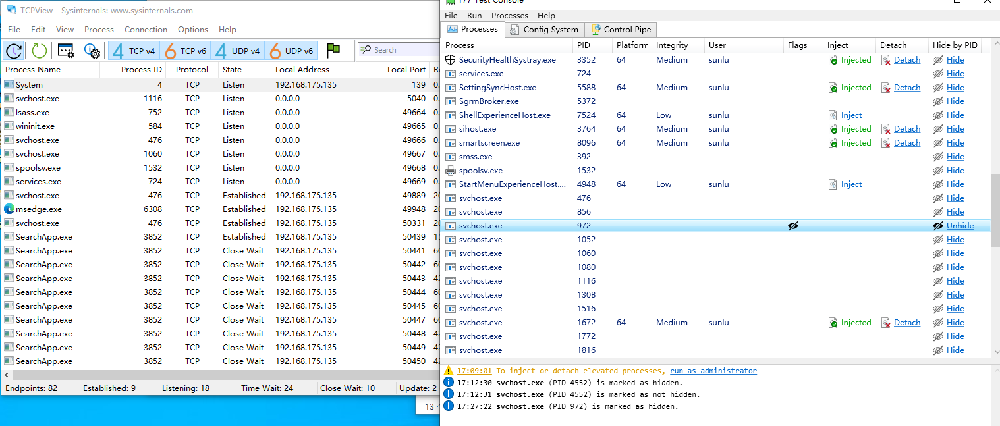 TCPView - Sysinternals: www.sysinternals.com
File Edit View Process Connection Options Help
4 TCP v4 6 TCP v6 4 UDP v4 6 UDP v6 Search
Process Name Process ID Protocol State Local Address Local Port
System 4 TCP Listen 192.168.175.135 139 0.
svchost.exe 1116 TCP Listen 0.0.0.0 5040 0.
lsass.exe 752 TCP Listen 0.0.0.0 49664 0.
wininit.exe 584 TCP Listen 0.0.0.0 49665 0.
svchost.exe 476 TCP Listen 0.0.0.0 49666 0.
svchost.exe 1060 TCP Listen 0.0.0.0 49667 0.
spoolsv.exe 1532 TCP Listen 0.0.0.0 49668 0.
services.exe 724 TCP Listen 0.0.0.0 49669 0.
svchost.exe 476 TCP Established 192.168.175.135 49889
msedge.exe 6308 TCP Established 192.168.175.135 49948
svchost.exe 476 TCP Established 192.168.175.135 50331
SearchApp.exe 3852 TCP Established 192.168.175.135 50439
SearchApp.exe 3852 TCP Close Wait 192.168.175.135 50441
SearchApp.exe 3852 TCP Close Wait 192.168.175.135 50442
SearchApp.exe 3852 TCP Close Wait 192.168.175.135 50443
SearchApp.exe 3852 TCP Close Wait 192.168.175.135 50444
SearchApp.exe 3852 TCP Close Wait 192.168.175.135 50445
SearchApp.exe 3852 TCP Close Wait 192.168.175.135 50447
SearchApp.exe 3852 TCP Close Wait 192.168.175.135 50448
SearchApp.exe 3852 TCP Close Wait 192.168.175.135 50449
SearchApp.exe 3852 TCP Close Wait 192.168.175.135 50450
Endpoints: 82 Established: 9 Listening: 18 Time Wait: 24 Close Wait: 10 Update: 2
13
Test Console
File Run Processes Help
Processes Config System Control Pipe
Process PID Platform Integrity User Flags Inject Detach Hide by PID
SecurityHealthSystray.exe 3352 64 Medium sunlu Injected Detach Hide
services.exe 724 Hide
SettingSyncHost.exe 5588 64 Medium sunlu Injected Detach Hide
SgrmBroker.exe 5372 Hide
ShellExperienceHost.exe 7524 64 Low sunlu Inject Hide
sihost.exe 3764 64 Medium sunlu Injected Detach Hide
smartscreen.exe 8096 64 Medium sunlu Injected Detach Hide
smss.exe 392 Hide
spoolsv.exe 1532 Hide
StartMenuExperienceHost.... 4948 64 Low sunlu Inject Hide
svchost.exe 476 Hide
svchost.exe 856 Hide
svchost.exe 972 Unhide
svchost.exe 1052 Hide
svchost.exe 1060 Hide
svchost.exe 1080 Hide
svchost.exe 1116 Hide
svchost.exe 1308 Hide
svchost.exe 1516 Hide
svchost.exe 1672 64 Medium sunlu Injected Detach Hide
svchost.exe 1772 Hide
svchost.exe 1816 Hide
17:09:01 To inject or detach elevated processes, run as administrator
17:12:30 svchost.exe (PID 4552) is marked as hidden.
17:12:31 svchost.exe (PID 4552) is marked as not hidden.
17:27:22 svchost.exe (PID 972) is marked as hidden.